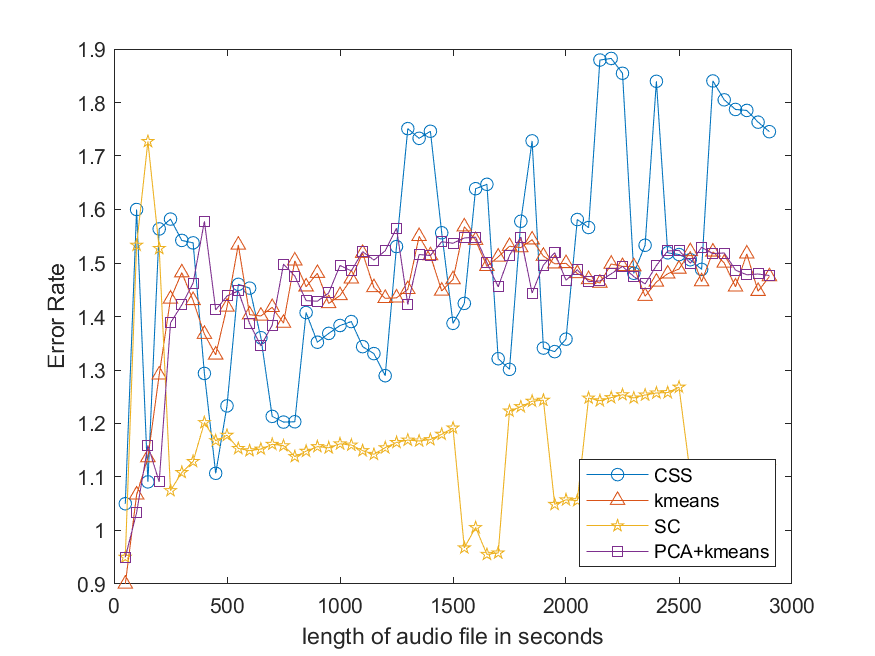 1.9
1.8
1.7
1.6
1.5
1.4
1.3
1.2
1.1
1
0.9
Error Rate
CSS
kmeans
SC
PCA+kmeans
0 500 1000 1500 2000 2500 3000
length of audio file in seconds